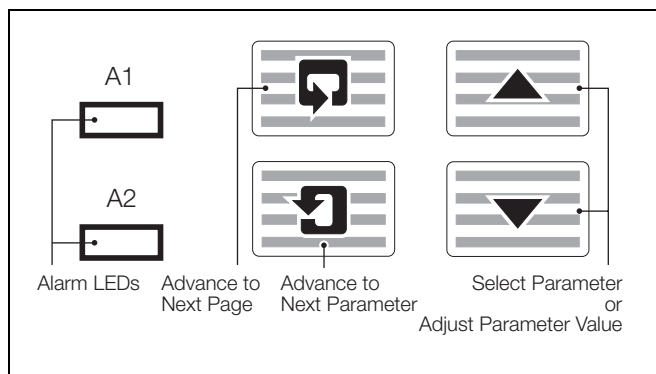 A1
A2
Alarm LEDs
Advance to
Next Page
Advance to
Next Parameter
Select Parameter
or
Adjust Parameter Value